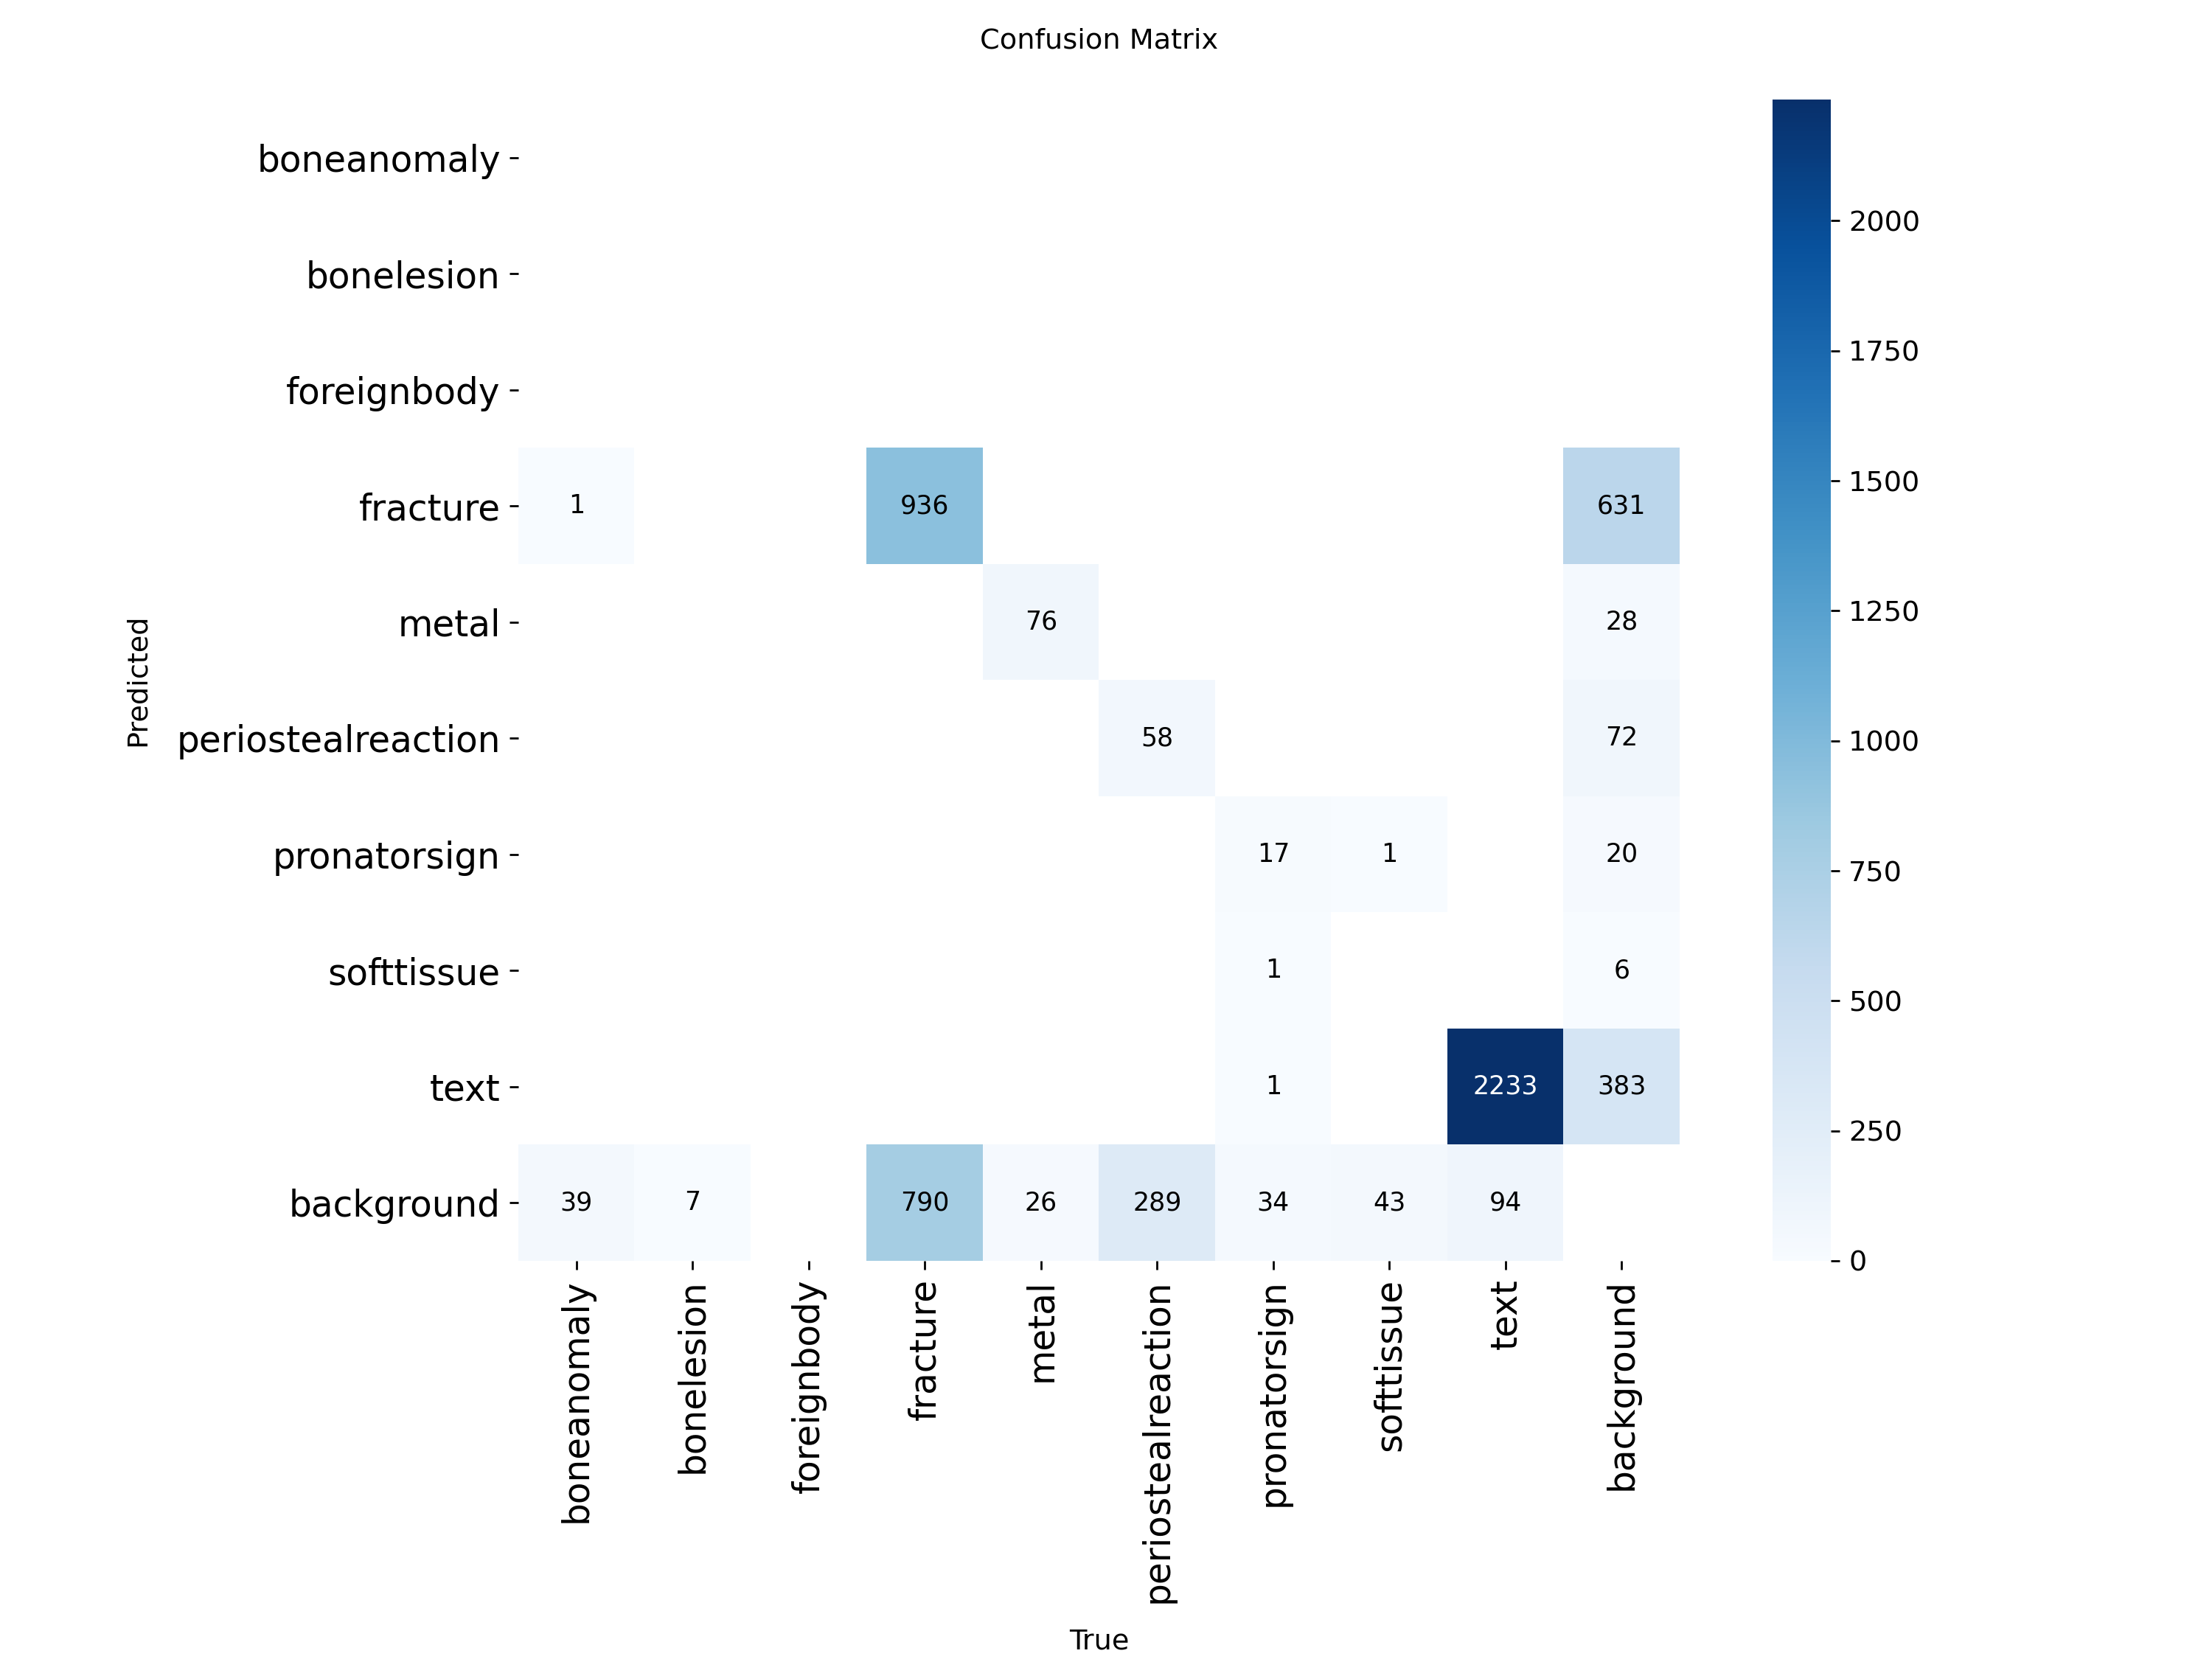 Confusion Matrix
Predicted
boneanomaly
bonelesion
foreignbody
fracture 1 936 631
metal 76 28
periostealreaction 58 72
pronatorsign 17 1 20
softtissue 1 6
text 1 2233 383
background 39 7 790 26 289 34 43 94
boneanomaly
bonelesion
foreignbody
fracture
metal
periostealreaction
pronatorsign
softtissue
text
background
True
2000
1750
1500
1250
1000
750
500
250
0